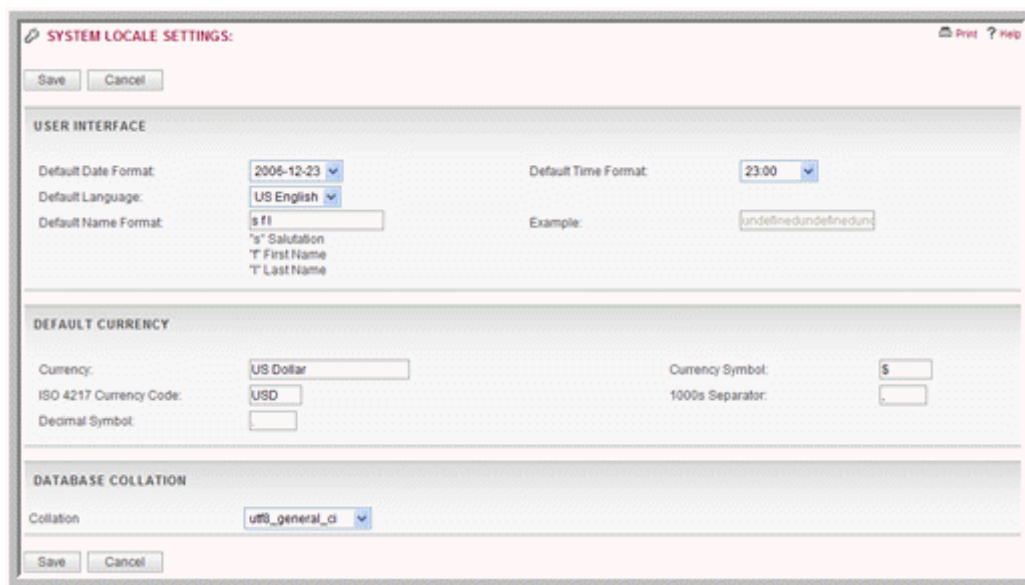 SYSTEM LOCALE SETTINGS:
Print ? Help
Save Cancel
USER INTERFACE
Default Date Format: 2006-12-23 Default Time Format: 23:00
Default Language: US English
Default Name Format: s f l Example: undefinedundefinedund
"s" Salutation
"f" First Name
"l" Last Name
DEFAULT CURRENCY
Currency: US Dollar Currency Symbol: $
ISO 4217 Currency Code: USD 1000s Separator: ,
Decimal Symbol: .
DATABASE COLLATION
Collation utf8_general_ci
Save Cancel